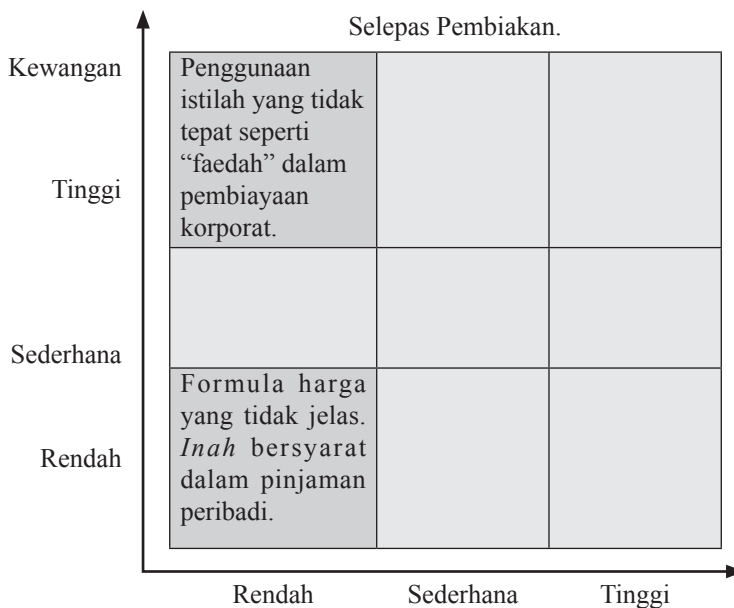 Selepas Pembiakan.
Kewangan
Penggunaan
istilah yang tidak
tepat seperti
“faedah” dalam
pembiayaan
korporat.
Tinggi
Sederhana
Formula harga
yang tidak jelas.
Inah bersyarat
dalam pinjaman
peribadi.
Rendah
Rendah Sederhana Tinggi